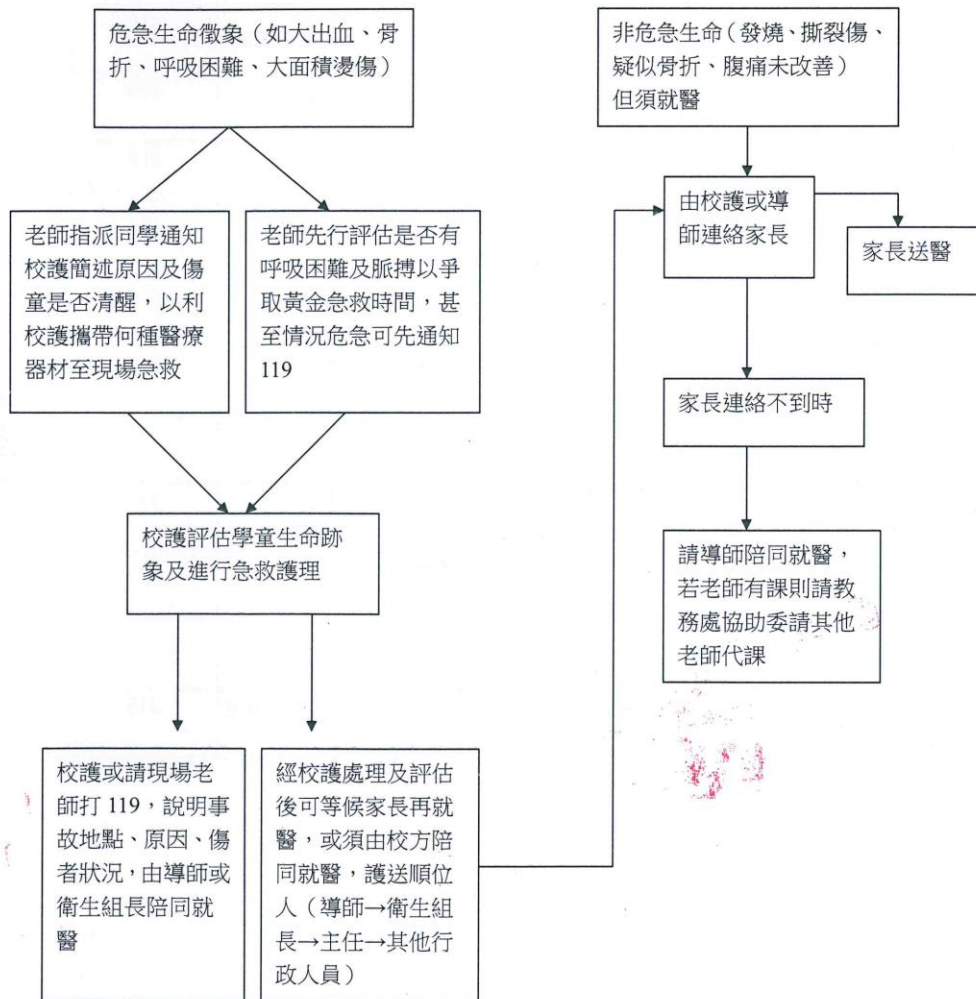 危急生命徵象（如大出血、骨
折、呼吸困難、大面積燙傷）
老師指派同學通知
校護簡述原因及傷
童是否清醒，以利
校護攜帶何種醫療
器材至現場急救
老師先行評估是否有
呼吸困難及脈搏以爭
取黃金急救時間，甚
至情況危急可先通知
119
校護評估學童生命跡
象及進行急救護理
校護或請現場老
師打 119，說明事
故地點、原因、傷
者狀況，由導師或
衛生組長陪同就
醫
經校護處理及評估
後可等候家長再就
醫，或須由校方陪
同就醫，護送順位
人（導師→衛生組
長→主任→其他行
政人員）
非危急生命（發燒、撕裂傷、
疑似骨折、腹痛未改善）
但須就醫
由校護或導
師連絡家長
家長送醫
家長連絡不到時
請導師陪同就醫，
若老師有課則請教
務處協助委請其他
老師代課